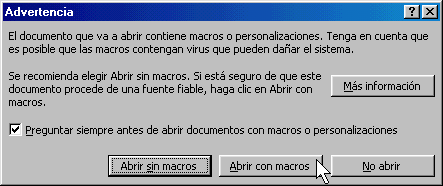 Advertencia
El documento que va a abrir contiene macros o personalizaciones. Tenga en cuenta que
es posible que las macros contengan virus que pueden dañar el sistema.
Se recomienda elegir Abrir sin macros. Si está seguro de que este
documento procede de una fuente fiable, haga clic en Abrir con
macros.
Más información
Preguntar siempre antes de abrir documentos con macros o personalizaciones
Abrir sin macros
Abrir con macros
No abrir